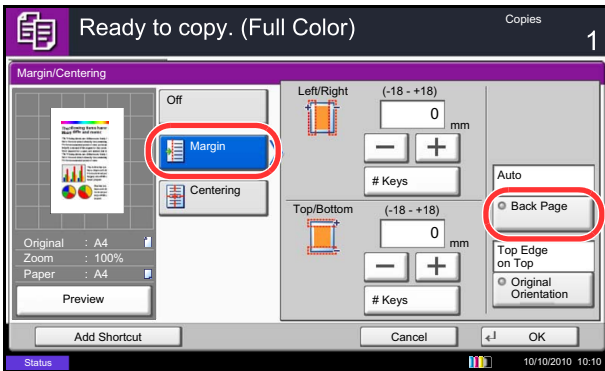 Ready to copy. (Full Color)
Copies
1
Margin/Centering
Off
Margin
Centering
Original : A4
Zoom : 100%
Paper : A4
Preview
Left/Right (-18 - +18)
0 mm
# Keys
Top/Bottom (-18 - +18)
0 mm
# Keys
Auto
Back Page
Top Edge
on Top
Original
Orientation
Add Shortcut
Cancel
OK
Status
10/10/2010 10:10